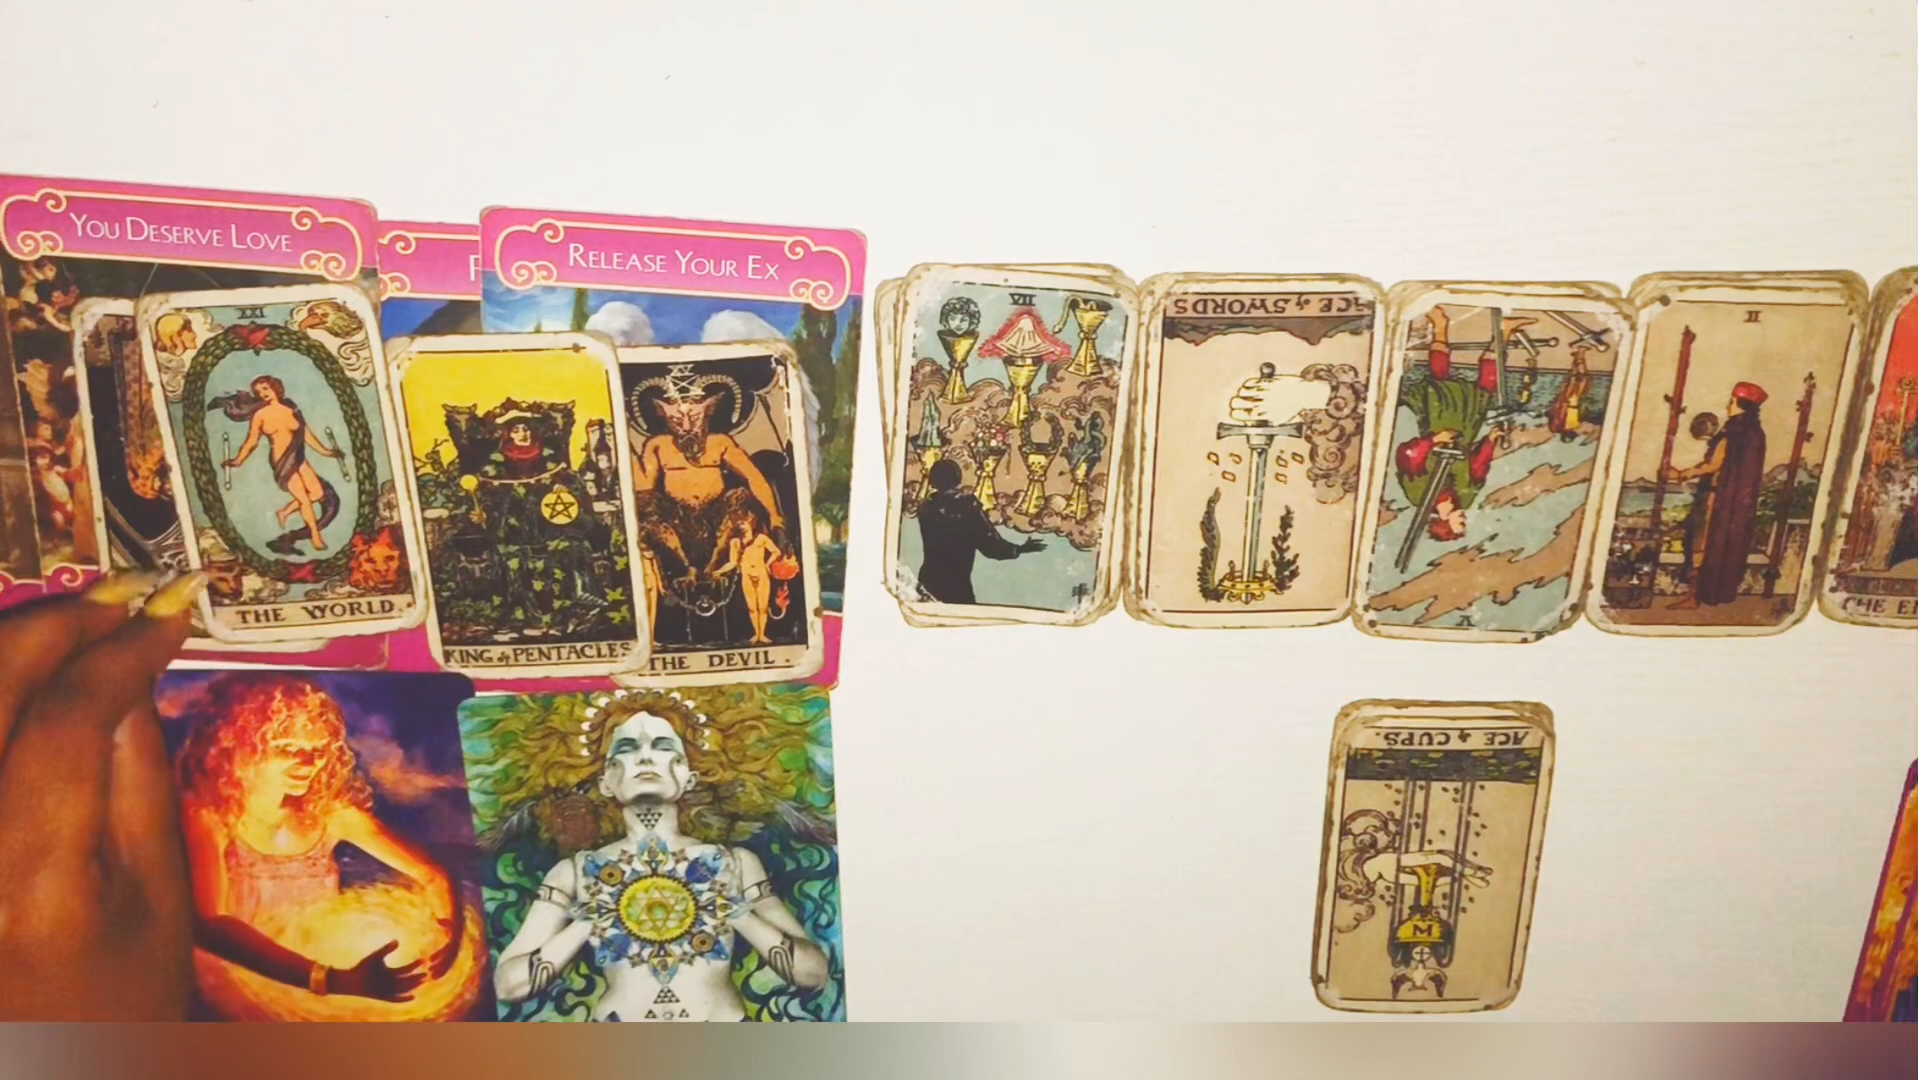 YOU DESERVE LOVE
RELEASE YOUR EX
XXI
THE WORLD.
KING of PENTACLES
XV
THE DEVIL.
VII
ACE of SWORDS
V
II
ACE of CUPS.
M